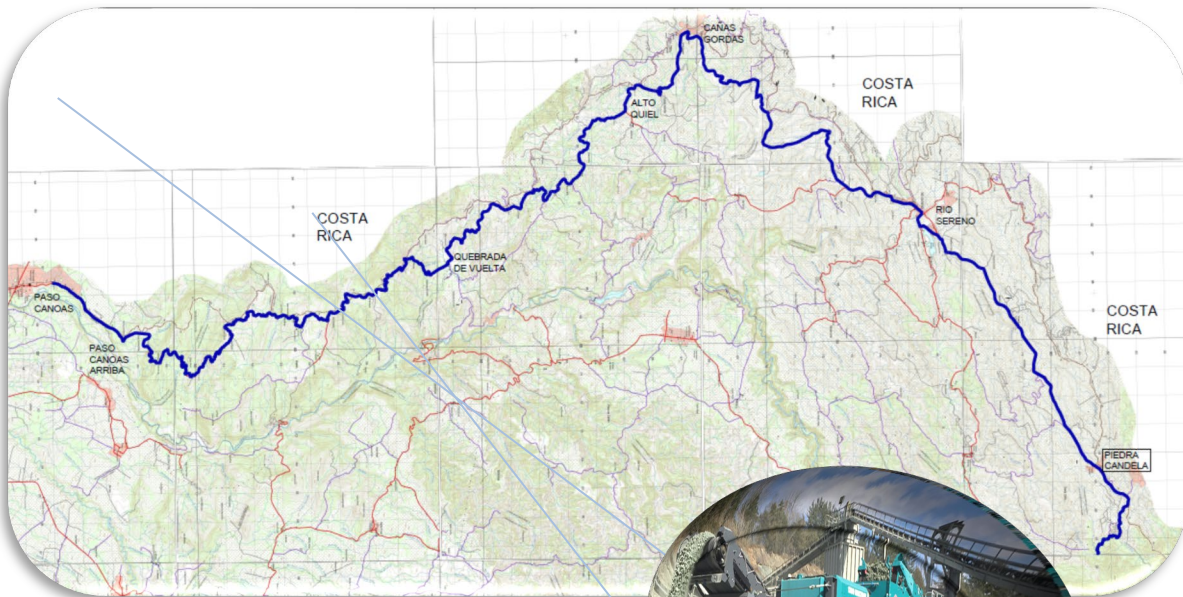 CAÑAS
GORDAS
COSTA
RICA
ALTO
QUIEL
RIO
SERENO
COSTA
RICA
QUEBRADA
DE VUELTA
PASO
CANOAS
COSTA
RICA
PASO
CANOAS
ARRIBA
PIEDRA
CANDELA